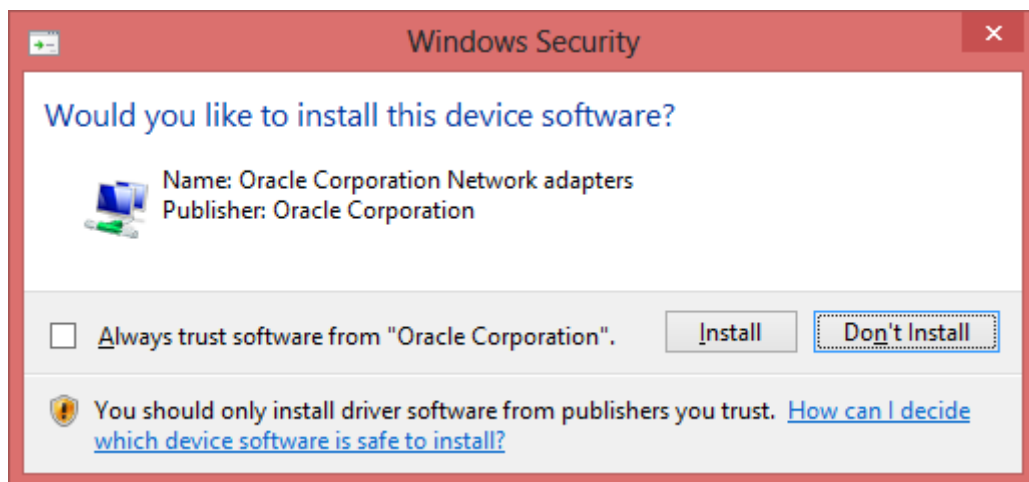 Windows Security
Would you like to install this device software?
Name: Oracle Corporation Network adapters
Publisher: Oracle Corporation
Always trust software from "Oracle Corporation".
Install
Don't Install
You should only install driver software from publishers you trust. How can I decide
which device software is safe to install?